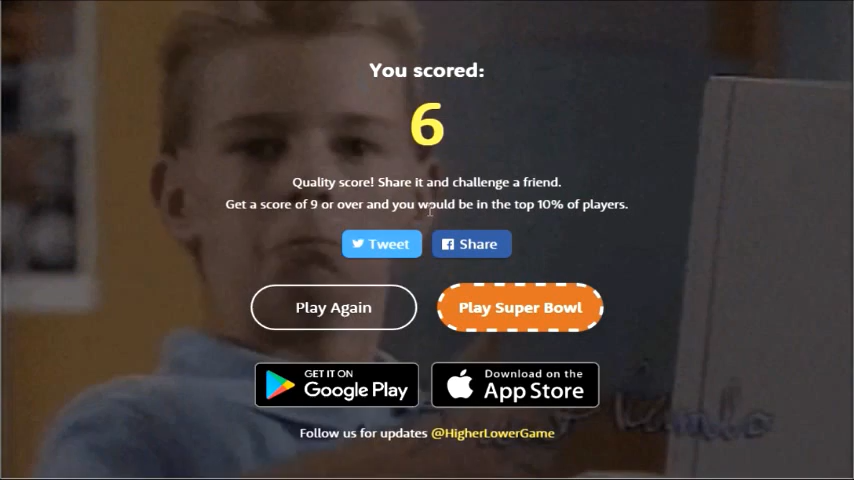 You scored:
6
Quality score! Share it and challenge a friend.
Get a score of 9 or over and you would be in the top 10% of players.
Tweet
Share
Play Again
Play Super Bowl
GET IT ON
Google Play
Download on the
App Store
Follow us for updates @HigherLowerGame